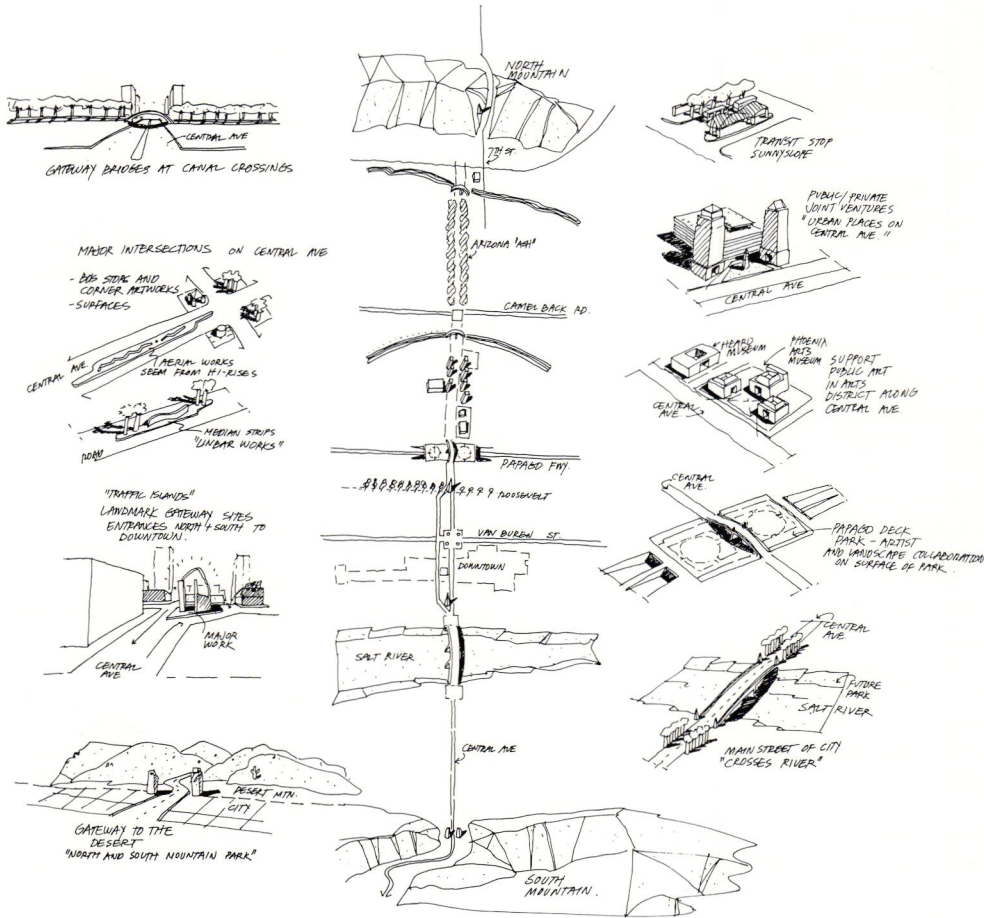 CENTRAL AVE
GATEWAY BRIDGES AT CANAL CROSSINGS
MAJOR INTERSECTIONS ON CENTRAL AVE
- BUS STOPS AND
CORNER ARTWORKS
- SURFACES
CENTRAL AVE.
AERIAL WORKS
SEEM FROM HI-RISES
ROAD
MEDIAN STRIPS
"LINEAR WORKS"
"TRAFFIC ISLANDS"
LANDMARK GATEWAY SITES
ENTRANCES NORTH & SOUTH TO
DOWNTOWN.
MAJOR
WORK
CENTRAL
AVE
DESERT MTN.
CITY
GATEWAY TO THE
DESERT
"NORTH AND SOUTH MOUNTAIN PARK"
NORTH
MOUNTAIN
7TH ST.
ARIZONA "ASH"
CAMELBACK RD.
PAPAGO FWY.
ROOSEVELT
VAN BUREN ST.
DOWNTOWN
SALT RIVER
CENTRAL AVE
SOUTH
MOUNTAIN.
TRANSIT STOP
SUNNYSLOPE
PUBLIC/PRIVATE
JOINT VENTURES
"URBAN PLACES ON
CENTRAL AVE."
CENTRAL AVE
HEARD
MUSEUM
PHOENIX
ARTS
MUSEUM
SUPPORT
PUBLIC ART
IN ARTS
DISTRICT ALONG
CENTRAL AVE
CENTRAL
AVE
CENTRAL
AVE.
PAPAGO DECK
PARK - ARTIST
AND LANDSCAPE COLLABORATION
ON SURFACE OF PARK.
CENTRAL
AVE
FUTURE
PARK
SALT RIVER
MAIN STREET OF CITY
"CROSSES RIVER"